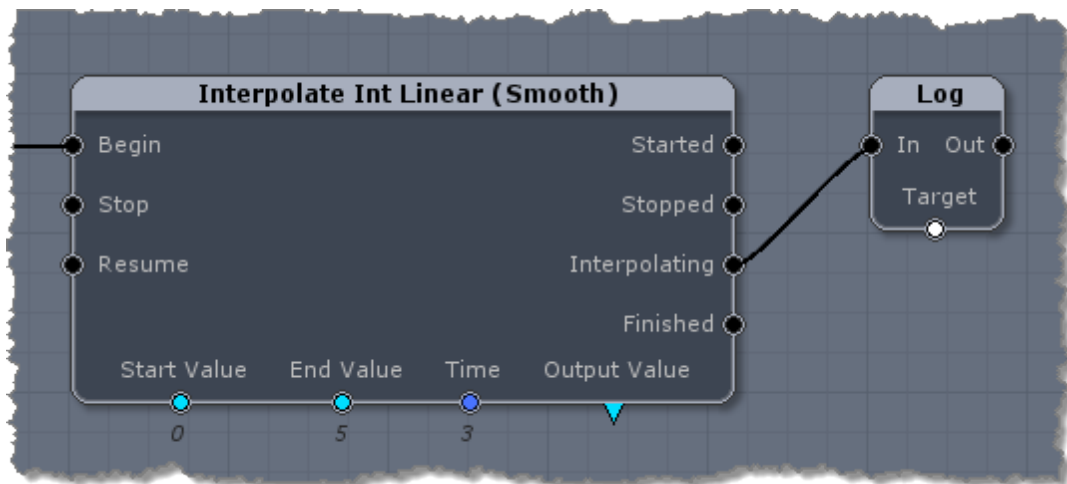 Interpolate Int Linear (Smooth)
Begin
Started
Stop
Stopped
Resume
Interpolating
Finished
Start Value End Value Time Output Value
0 5 3
Log
In Out
Target